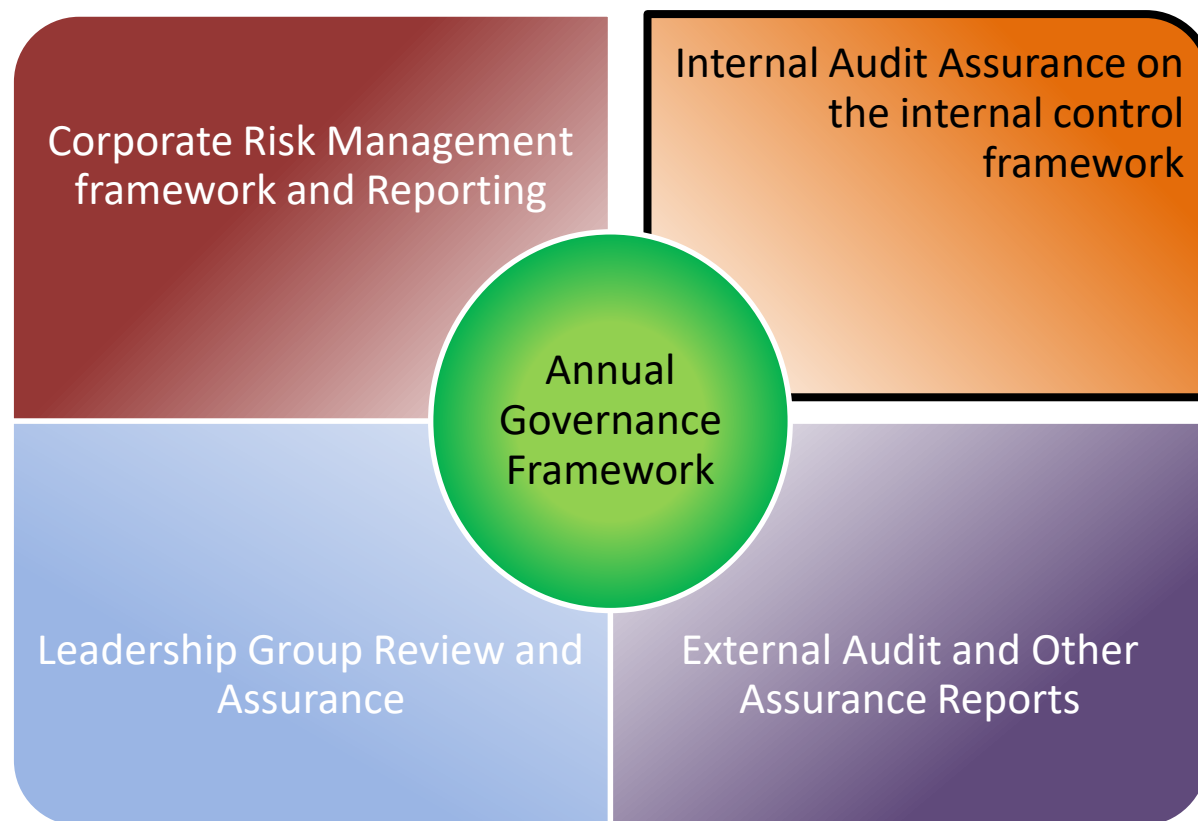 Corporate Risk Management
framework and Reporting
Internal Audit Assurance on
the internal control
framework
Annual
Governance
Framework
Leadership Group Review and
Assurance
External Audit and Other
Assurance Reports